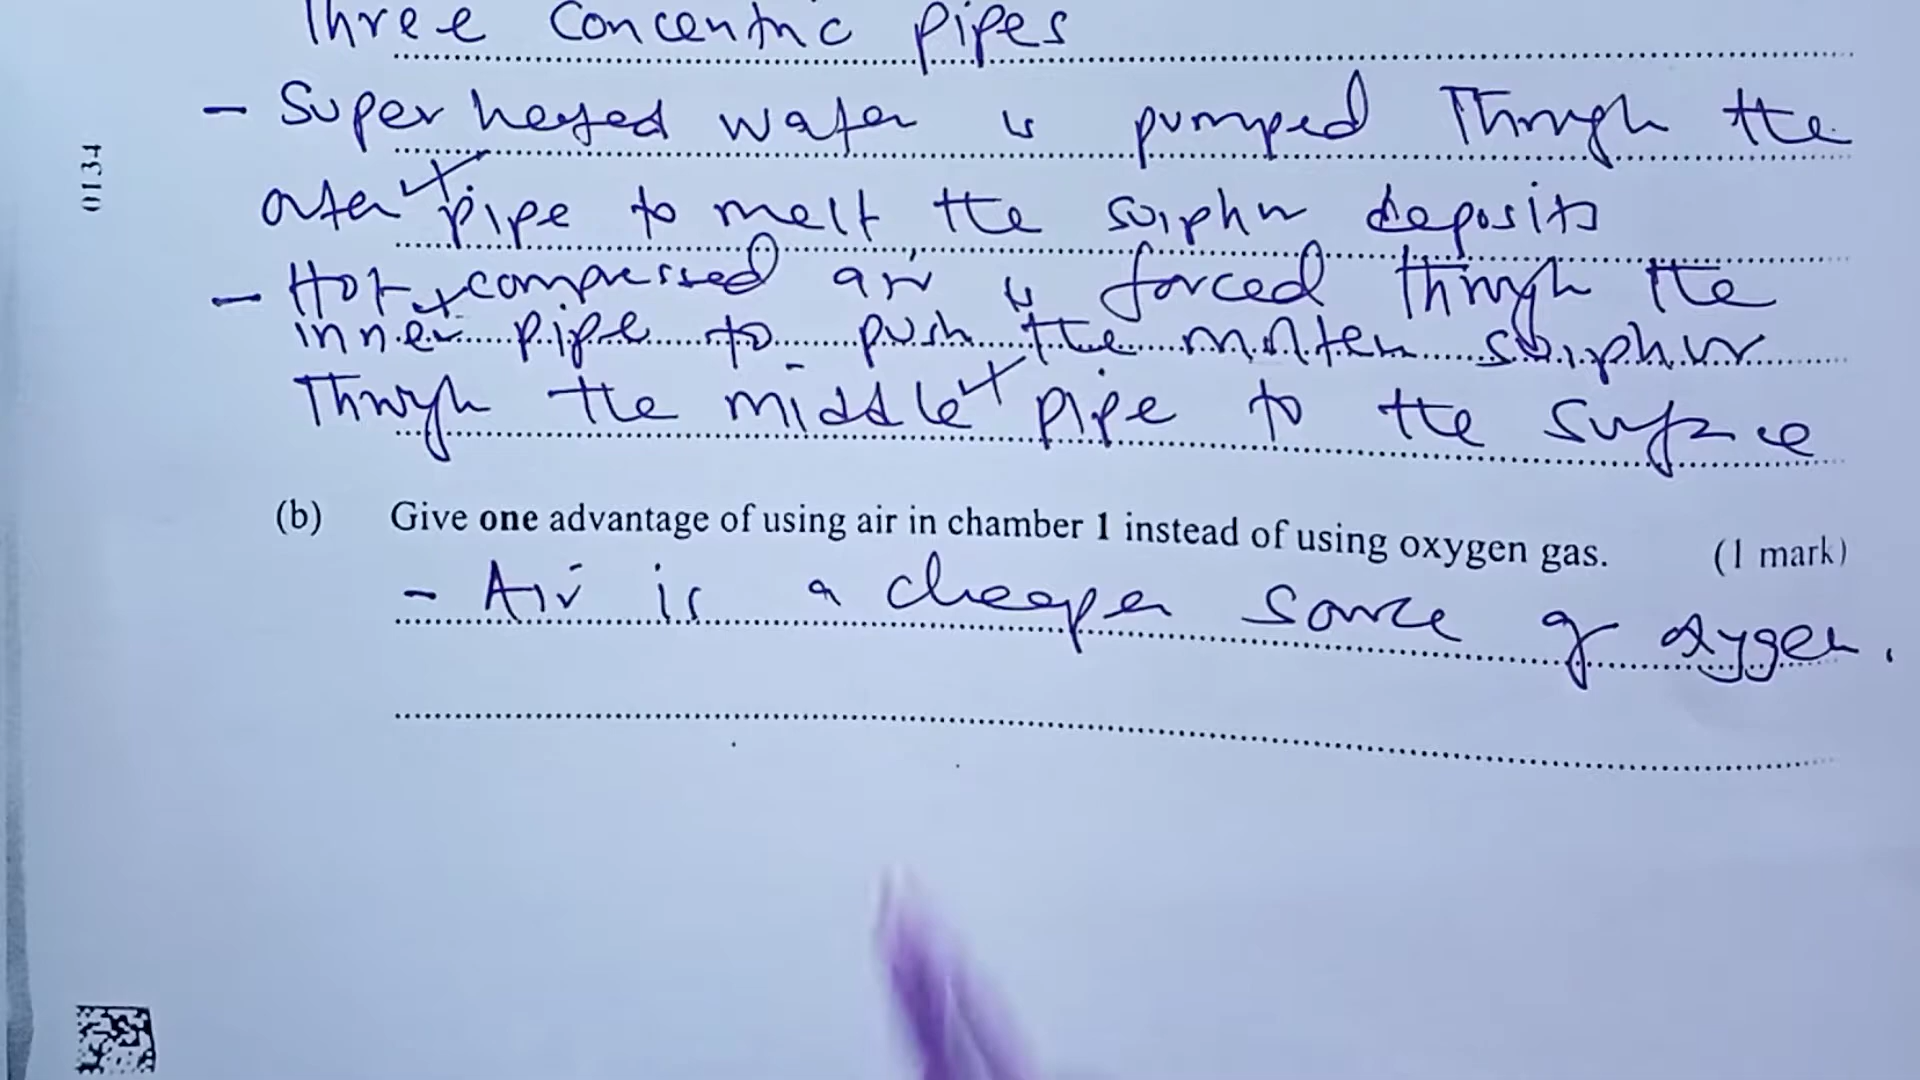 Three Concentric pipes
- Super heated water is pumped Through the
0134
outer pipe to melt the sulphur deposits
- Hot compressed air is forced through the
inner pipe to push the molten sulphur
Through the middle pipe to the surface
(b) Give one advantage of using air in chamber 1 instead of using oxygen gas. (1 mark)
- Air is a cheaper source of oxygen.